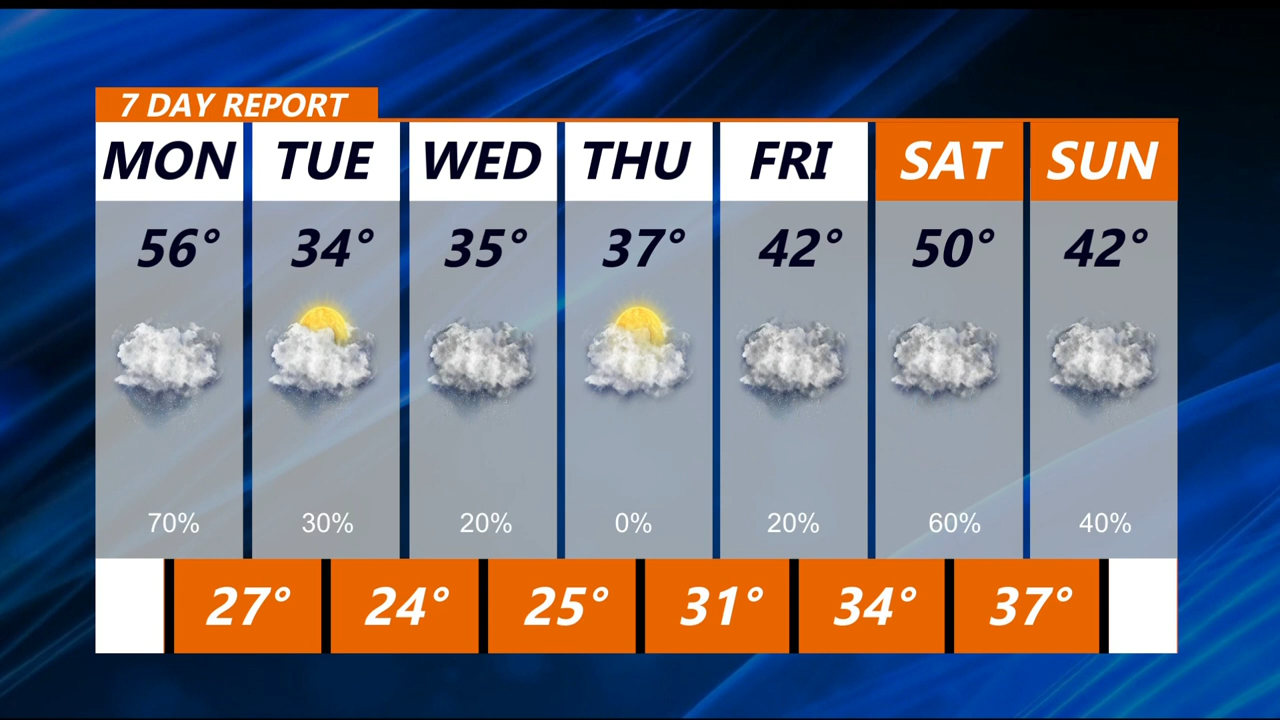 7 DAY REPORT
MON TUE WED THU FRI SAT SUN
56° 34° 35° 37° 42° 50° 42°
70% 30% 20% 0% 20% 60% 40%
27° 24° 25° 31° 34° 37°